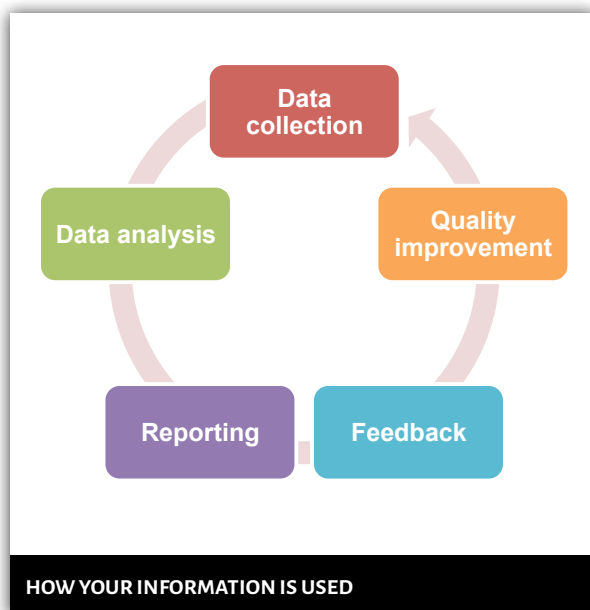 Data
collection
Data analysis
Quality
improvement
Reporting
Feedback
HOW YOUR INFORMATION IS USED